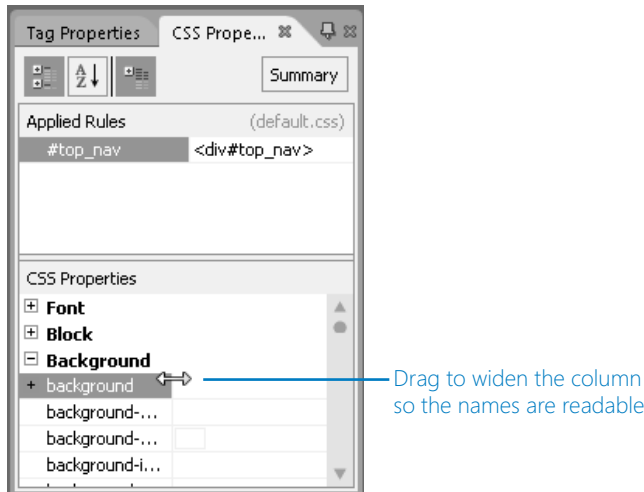 Tag Properties CSS Prope...
A
Z
Summary
Applied Rules (default.css)
#top_nav <div#top_nav>
CSS Properties
Font
Block
Background
background
background-...
background-...
background-i...
Drag to widen the column
so the names are readable